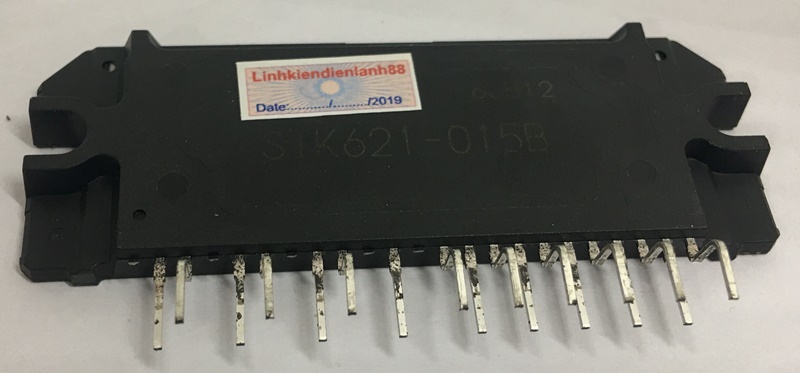 Linhkiendienlanh88
Date:........../........./2019
STK621-015B